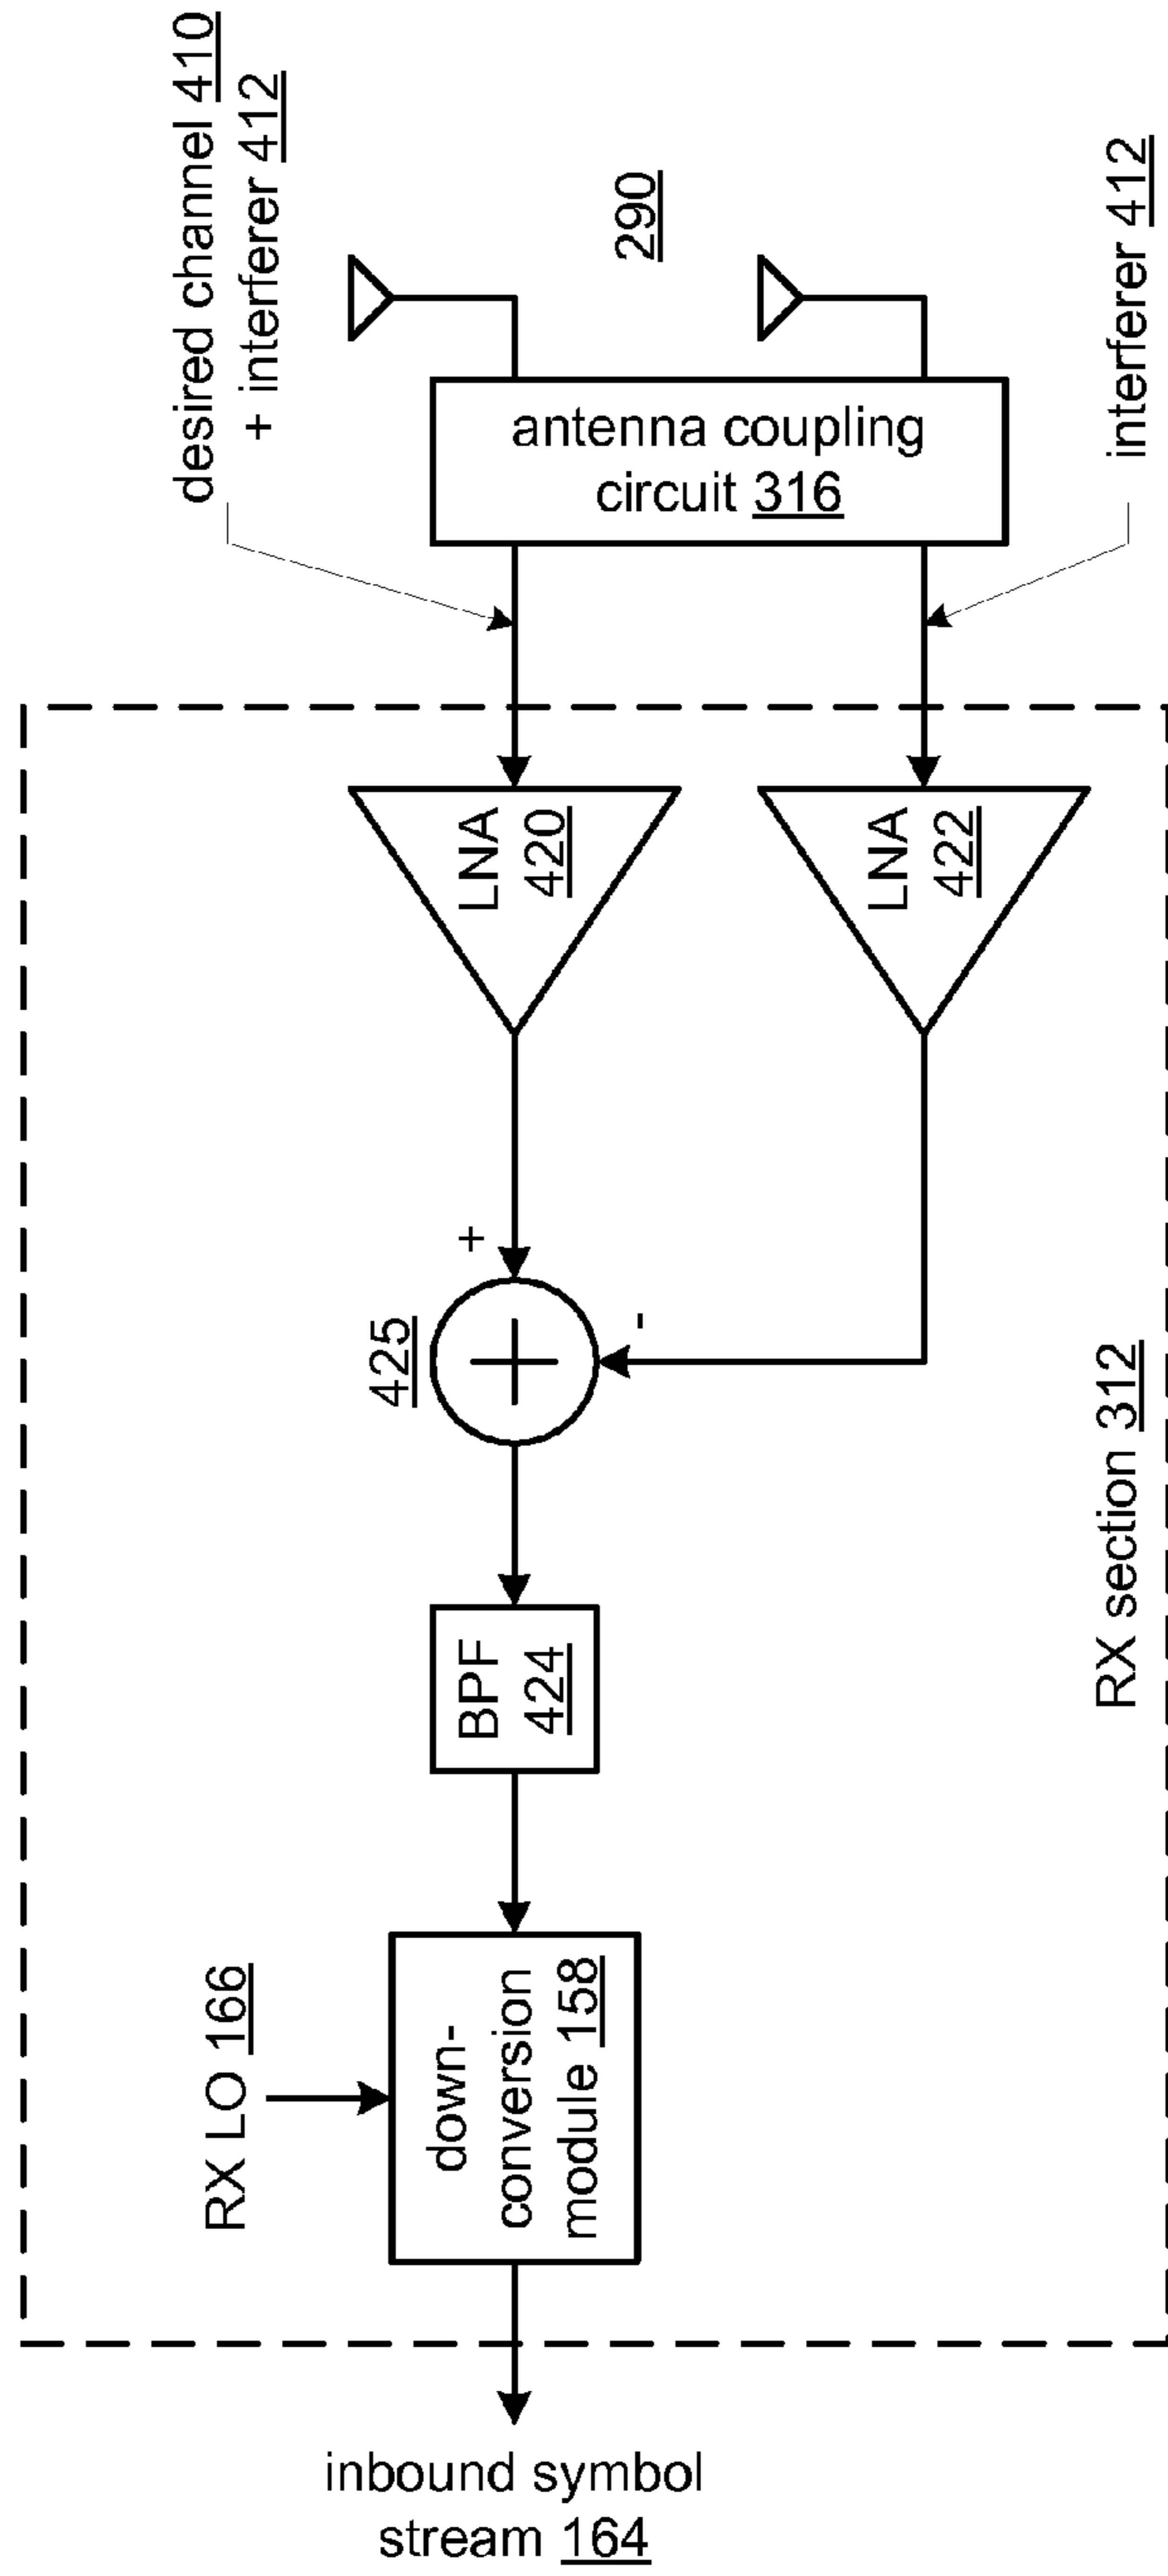 desired channel 410
+ interferer 412
290
antenna coupling
circuit 316
interferer 412
LNA
420
LNA
422
+
-
425
BPF
424
RX section 312
RX LO 166
down-
conversion
module 158
inbound symbol
stream 164